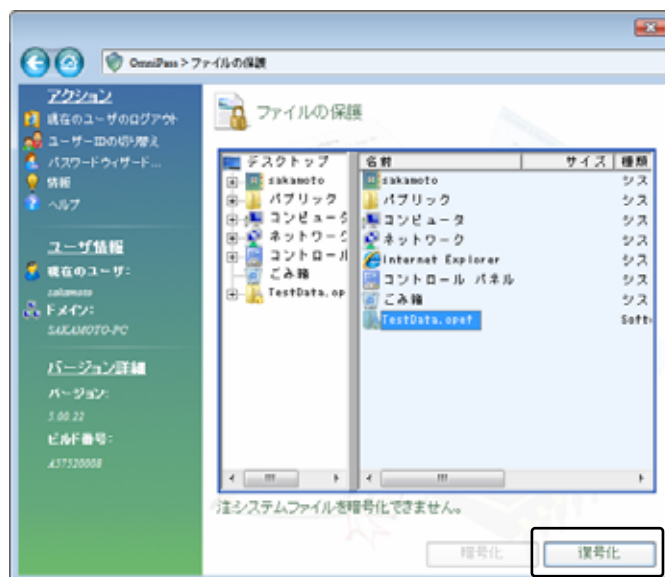 OmniPass > ファイルの保護
アクション
現在のユーザのログアウト
ユーザーIDの切り替え
パスワードウィザード...
情報
ヘルプ
ユーザ情報
現在のユーザ:
sakamoto
ドメイン:
SAKAMOTO-PC
バージョン詳細
バージョン:
5.00.22
ビルド番号:
A37520008
ファイルの保護
デスクトップ
sakamoto
パブリック
コンピュータ
ネットワーク
コントロール
ごみ箱
TestData.op
名前 サイズ 種類
sakamoto シス
パブリック シス
コンピュータ シス
ネットワーク シス
Internet Explorer シス
コントロール パネル シス
ごみ箱 シス
TestData.opef Soft
注:システムファイルを暗号化できません。
暗号化 復号化